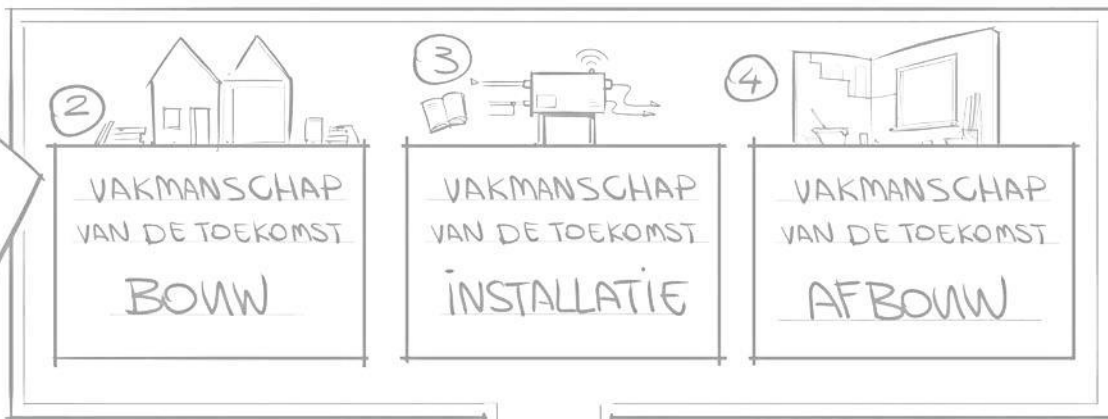 2
VAKMANSCHAP
VAN DE TOEKOMST
BOUW
3
VAKMANSCHAP
VAN DE TOEKOMST
iNSTALLATiE
4
VAKMANSCHAP
VAN DE TOEKOMST
AFBOUW